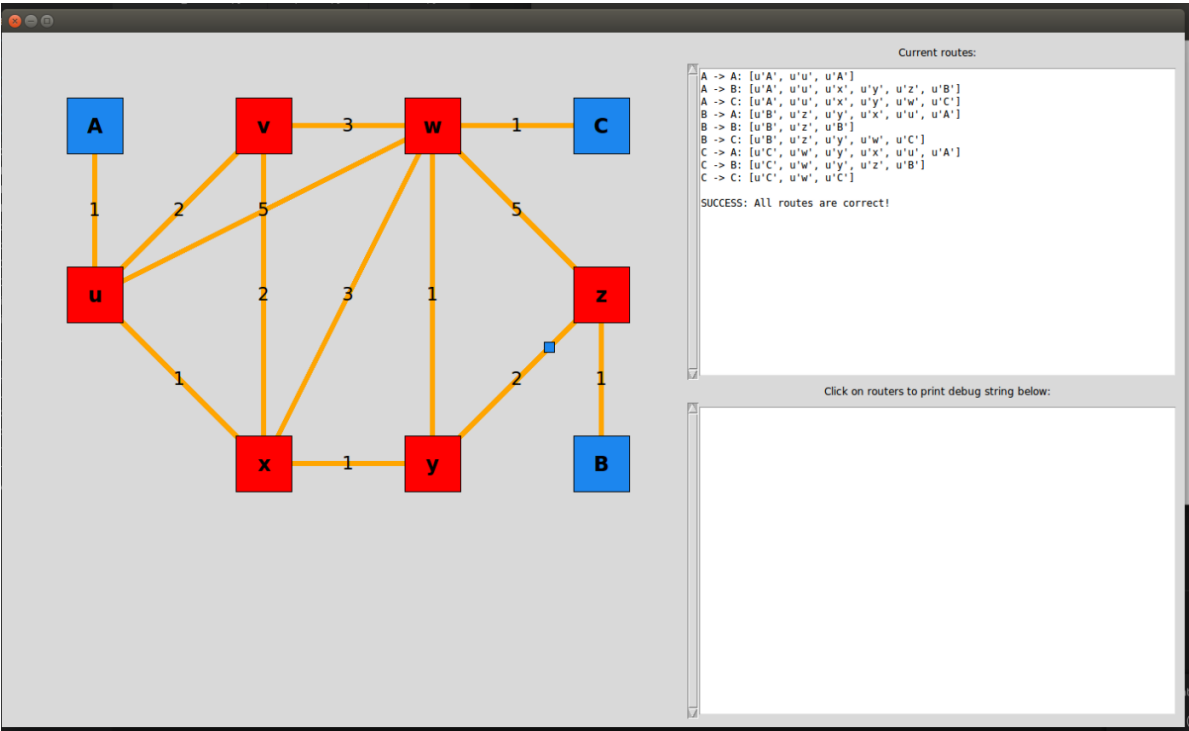 Current routes:
A -> A: [u'A', u'u', u'A']
A -> B: [u'A', u'u', u'x', u'y', u'z', u'B']
A -> C: [u'A', u'u', u'x', u'y', u'w', u'C']
B -> A: [u'B', u'z', u'y', u'x', u'u', u'A']
B -> B: [u'B', u'z', u'B']
B -> C: [u'B', u'z', u'y', u'w', u'C']
C -> A: [u'C', u'w', u'y', u'x', u'u', u'A']
C -> B: [u'C', u'w', u'y', u'z', u'B']
C -> C: [u'C', u'w', u'C']
SUCCESS: All routes are correct!
Click on routers to print debug string below:
A
v
3
w
1
C
1
2
5
5
u
2
3
1
z
1
2
1
x
1
y
B